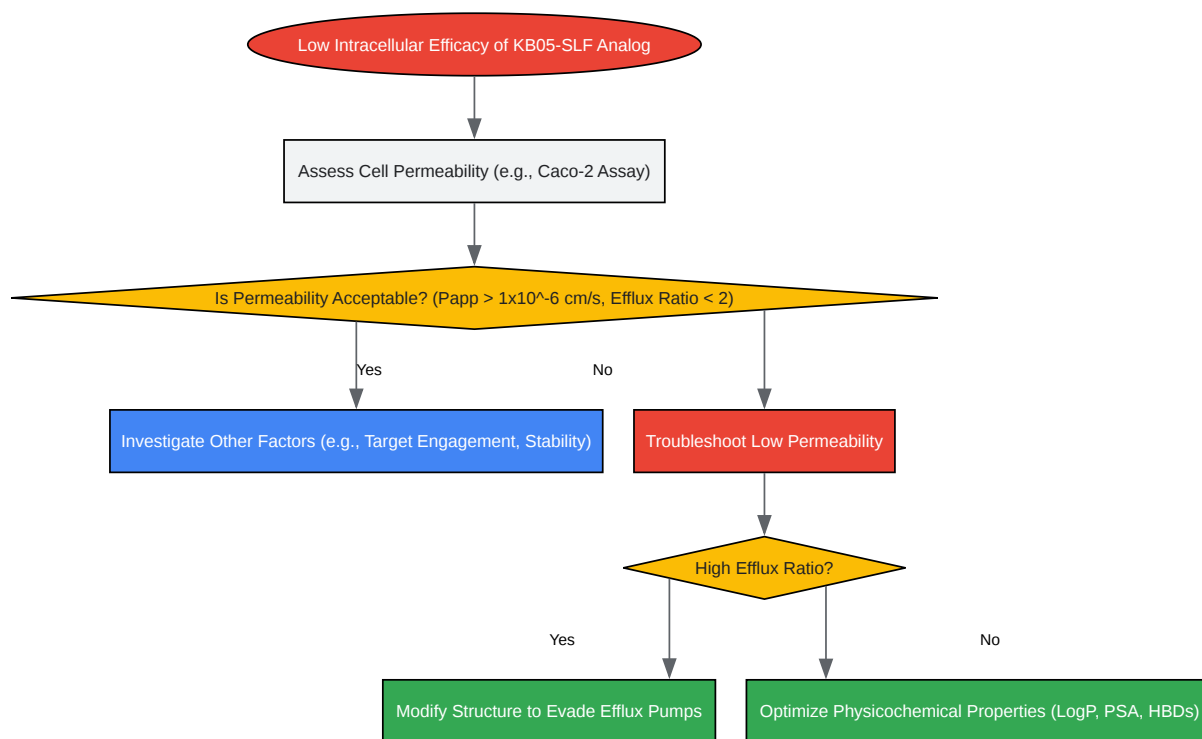 Low Intracellular Efficacy of KB05-SLF Analog
Assess Cell Permeability (e.g., Caco-2 Assay)
Is Permeability Acceptable? (Papp > 1x10^-6 cm/s, Efflux Ratio < 2)
Yes
No
Investigate Other Factors (e.g., Target Engagement, Stability)
Troubleshoot Low Permeability
High Efflux Ratio?
Yes
No
Modify Structure to Evade Efflux Pumps
Optimize Physicochemical Properties (LogP, PSA, HBDs)